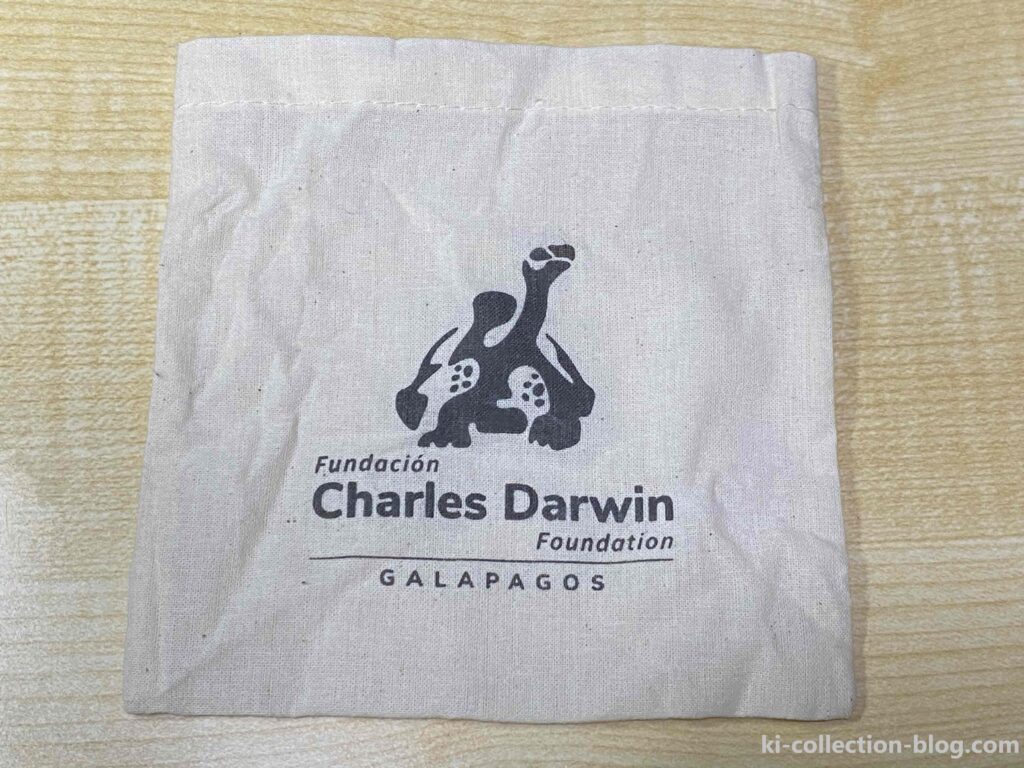 Fundación
Charles Darwin
Foundation
GALAPAGOS
ki-collection-blog.com